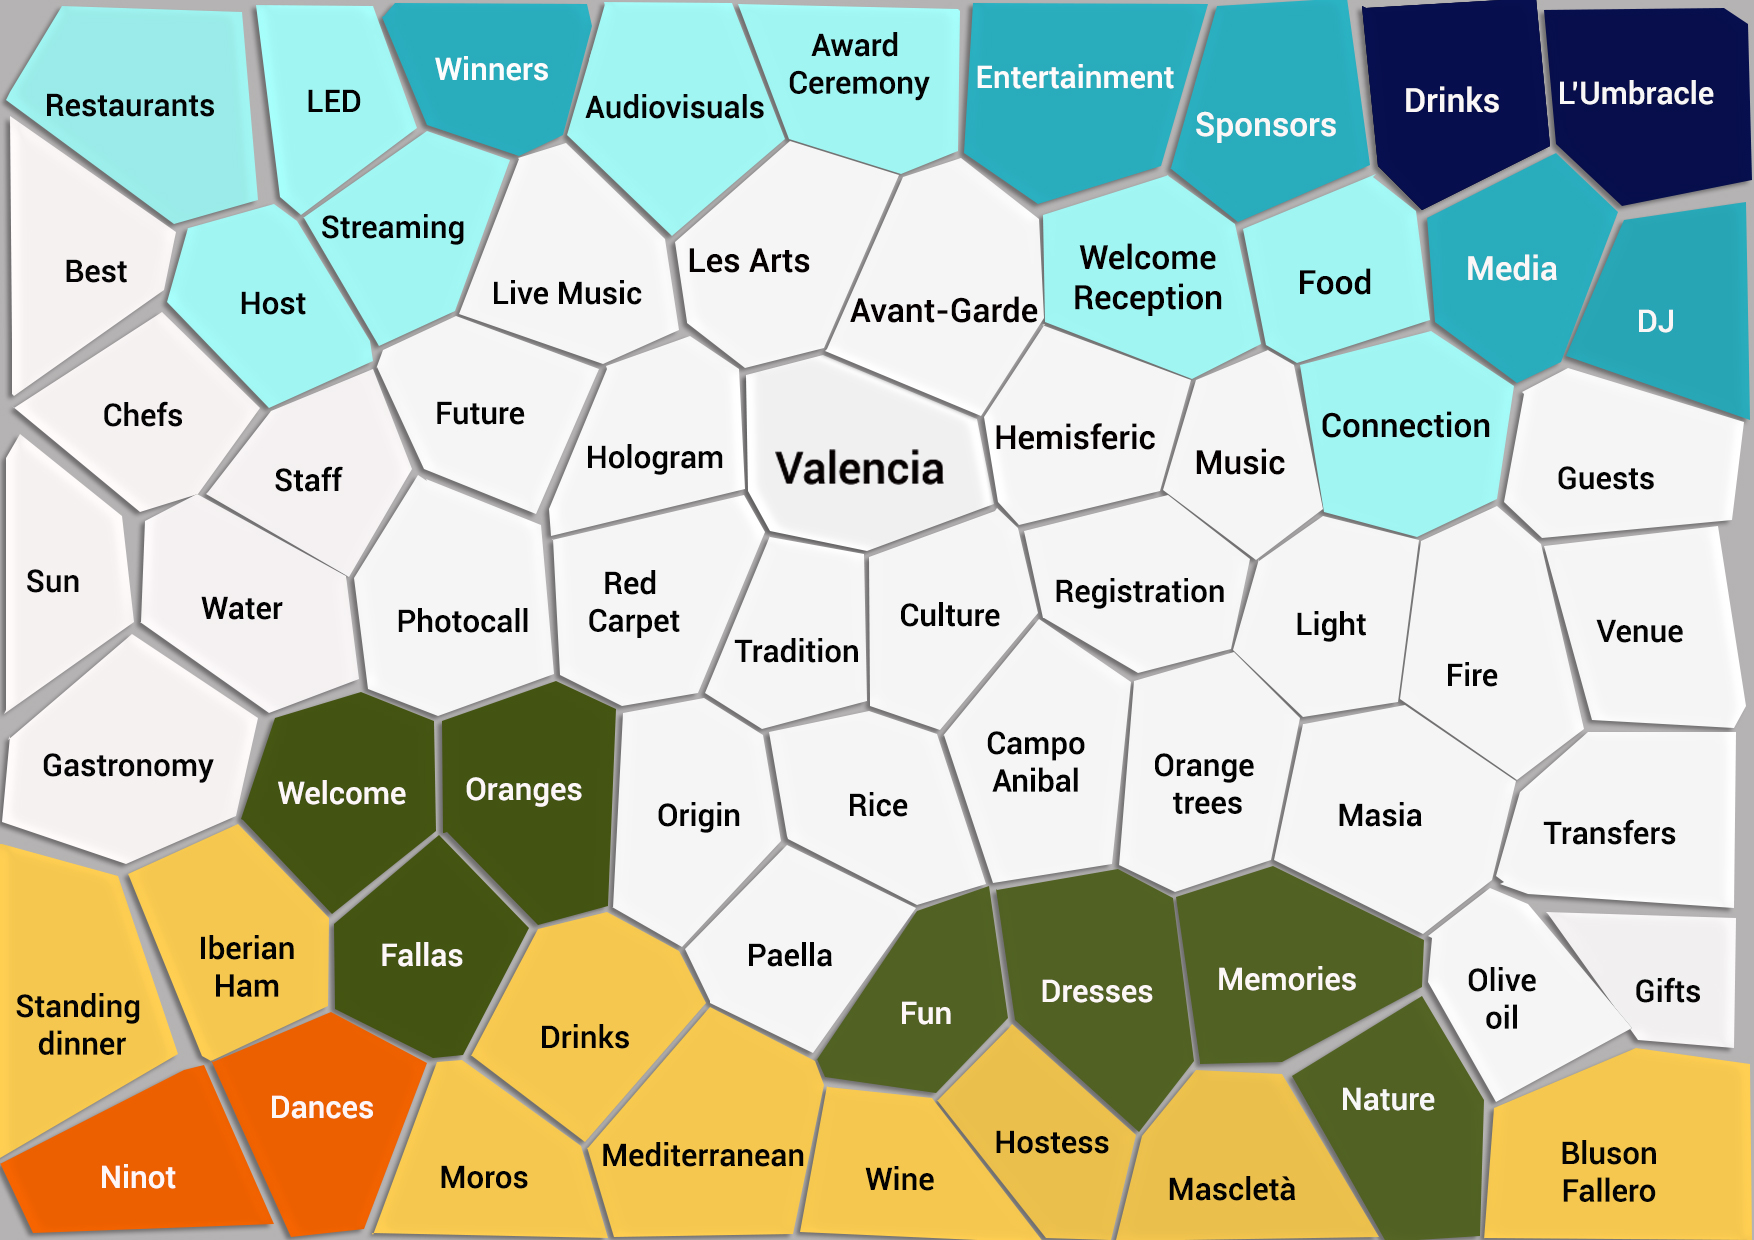 Restaurants
LED
Winners
Audiovisuals
Award
Ceremony
Entertainment
Sponsors
Drinks
L'Umbracle
Best
Host
Streaming
Live Music
Les Arts
Avant-Garde
Welcome
Reception
Food
Media
DJ
Chefs
Staff
Future
Hologram
Valencia
Hemisferic
Music
Connection
Guests
Sun
Water
Photocall
Red
Carpet
Tradition
Culture
Registration
Light
Fire
Venue
Gastronomy
Welcome
Oranges
Origin
Rice
Campo
Anibal
Orange
trees
Masia
Transfers
Standing
dinner
Iberian
Ham
Fallas
Drinks
Paella
Fun
Dresses
Memories
Olive
oil
Gifts
Ninot
Dances
Moros
Mediterranean
Wine
Hostess
Mascletà
Nature
Bluson
Fallero